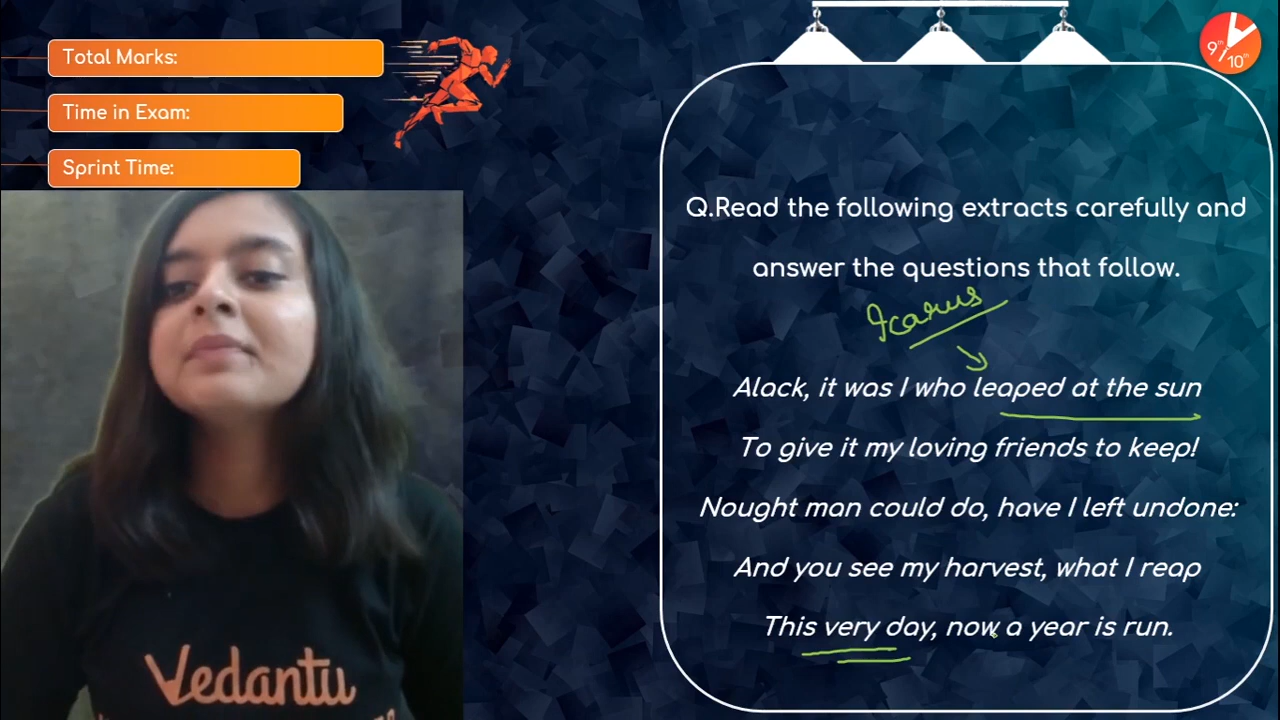 Total Marks:
Time in Exam:
Sprint Time:
9th
10th
Q.Read the following extracts carefully and
answer the questions that follow.
Icarus
Alack, it was I who leaped at the sun
To give it my loving friends to keep!
Nought man could do, have I left undone:
And you see my harvest, what I reap
This very day, now a year is run.
Vedantu